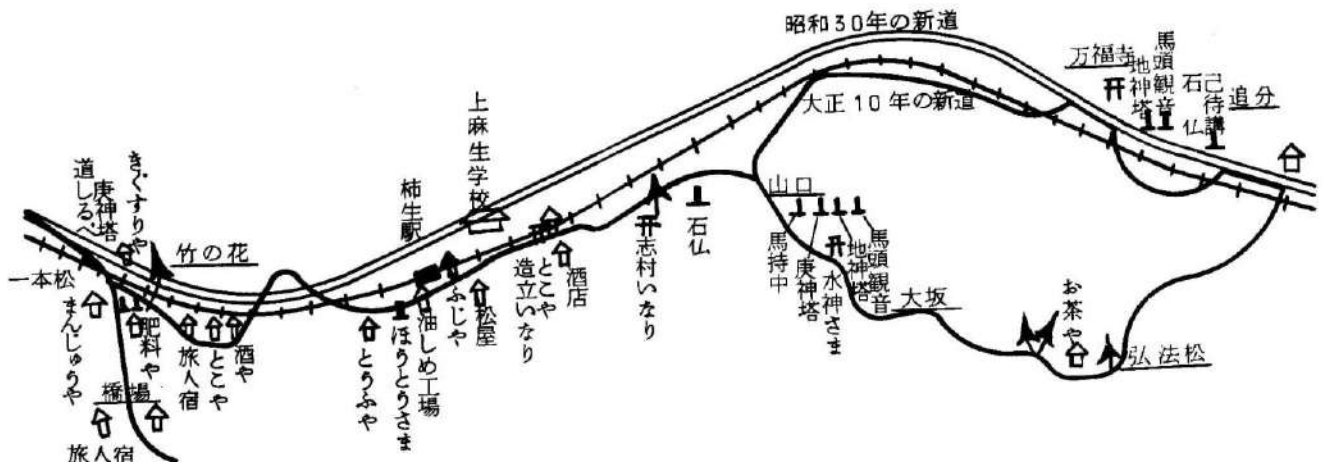 昭和30年の新道
大正10年の新道
万福寺
地神塔
馬頭観音
石仏
己待講
追分
上麻生学校
柿生駅
きぐすりや
庚神塔
道しるべ
竹の花
一本松
まんじゅうや
肥料や
旅人宿
とこや
酒や
橋場
旅人宿
とうふや
ほうとうさま
油しめ工場
ふじや
松屋
造立いなり
とこや
酒店
志村いなり
石仏
山口
馬持中
庚神塔
水神さま
地神塔
馬頭観音
大坂
お茶や
弘法松